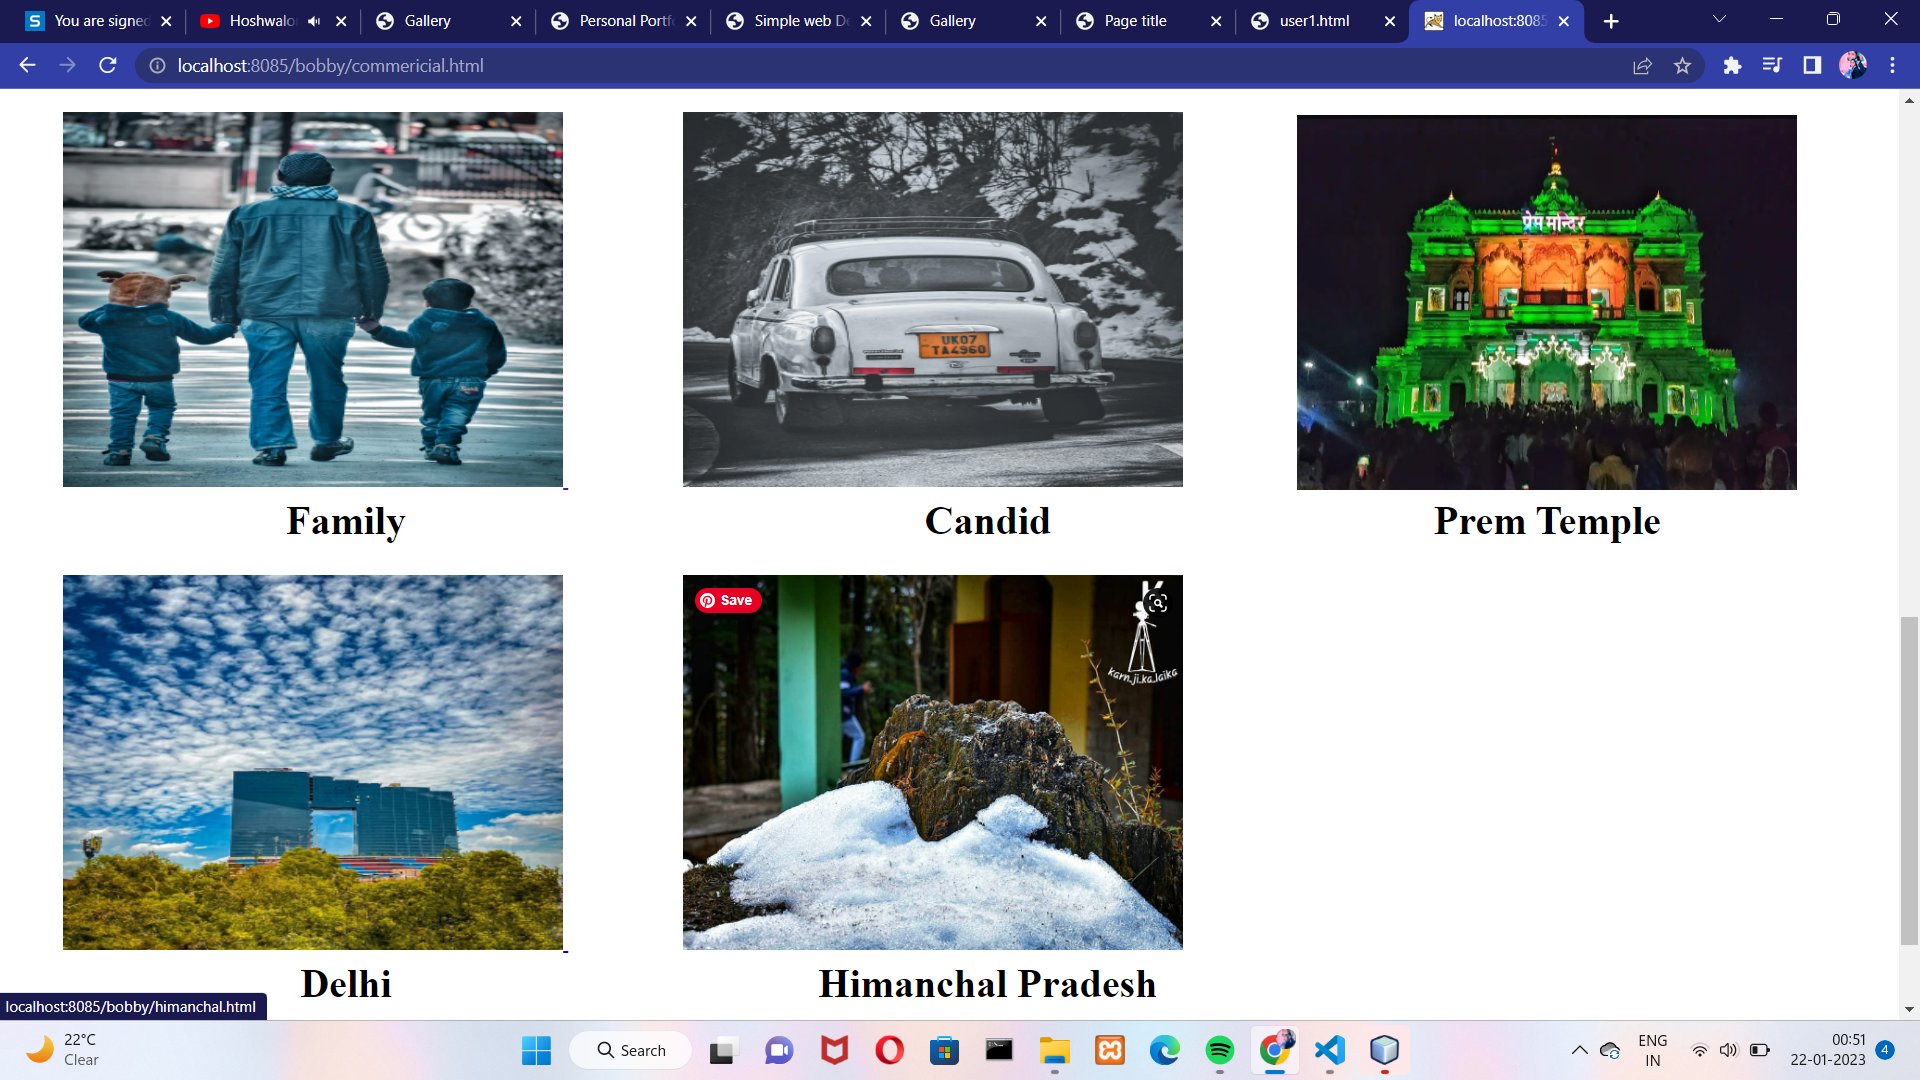 You are signed
Hoshwalo
Gallery
Personal Portfo
Simple web De
Gallery
Page title
user1.html
localhost:8085
localhost:8085/bobby/commericial.html
प्रेम मन्दिर
UK07
TA4960
Family
Candid
Prem Temple
Save
karn.ji.ka.laika
Delhi
Himanchal Pradesh
localhost:8085/bobby/himanchal.html
22°C
Clear
Search
ENG
IN
00:51
22-01-2023
4